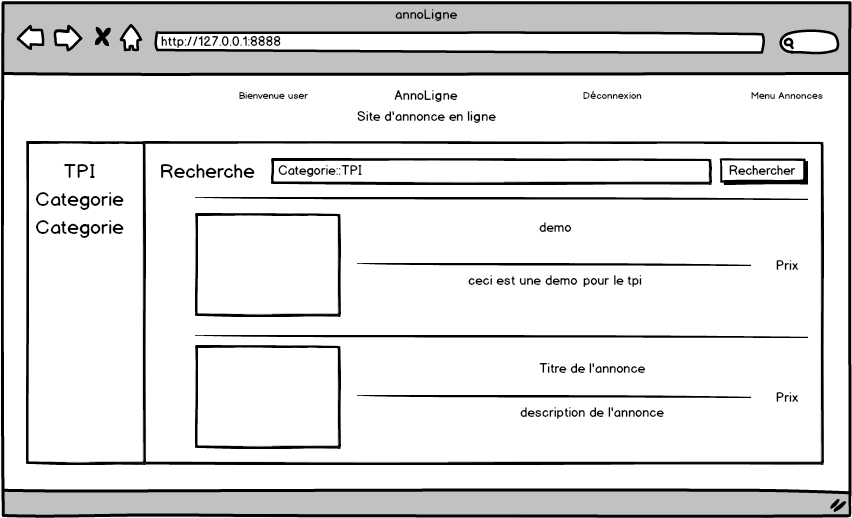 annoLigne
http://127.0.0.1:8888
Bienvenue user
AnnoLigne
Déconnexion
Menu Annonces
Site d'annonce en ligne
TPI
Categorie
Categorie
Recherche
Categorie::TPI
Rechercher
demo
Prix
ceci est une demo pour le tpi
Titre de l'annonce
Prix
description de l'annonce